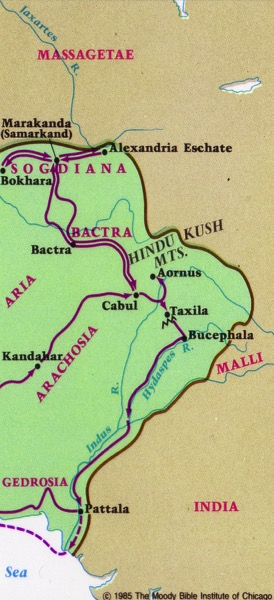 Jaxartes
R.
MASSAGETAE
Marakanda
(Samarkand)
Alexandria Eschate
SOGDIANA
Bokhara
BACTRA
Bactra
HINDU KUSH
MTS.
Aornus
ARIA
Cabul
Taxila
Bucephala
Kandahar
ARACHOSIA
MALLI
Hydaspes R.
R.
Indus
GEDROSIA
Pattala
INDIA
Sea
© 1985 The Moody Bible Institute of Chicago